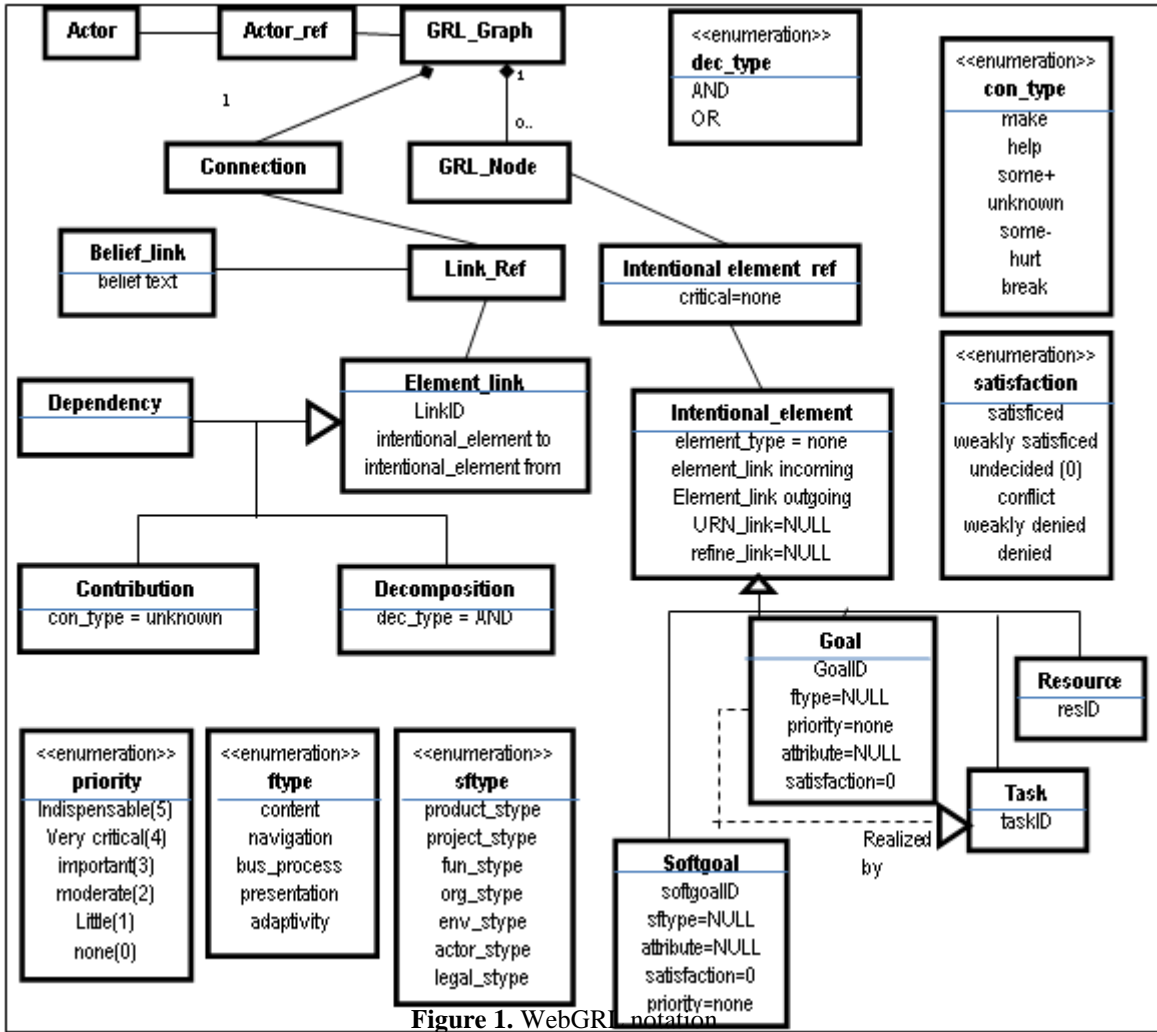 Actor
Actor_ref
GRL_Graph
1
1
0..
Connection
GRL_Node
Belief_link
belief text
Link_Ref
Intentional element_ref
critical=none
<<enumeration>>
dec_type
AND
OR
<<enumeration>>
con_type
make
help
some+
unknown
some-
hurt
break
Dependency
Element_link
LinkID
intentional_element to
intentional_element from
Intentional_element
element_type = none
element_link incoming
Element_link outgoing
URN_link=NULL
refine_link=NULL
<<enumeration>>
satisfaction
satisficed
weakly satisficed
undecided (0)
conflict
weakly denied
denied
Contribution
con_type = unknown
Decomposition
dec_type = AND
Goal
GoalID
ftype=NULL
priority=none
attribute=NULL
satisfaction=0
Resource
resID
Task
taskID
Realized
by
<<enumeration>>
priority
Indispensable(5)
Very critical(4)
important(3)
moderate(2)
Little(1)
none(0)
<<enumeration>>
ftype
content
navigation
bus_process
presentation
adaptivity
<<enumeration>>
sftype
product_stype
project_stype
fun_stype
org_stype
env_stype
actor_stype
legal_stype
Softgoal
softgoalID
sftype=NULL
attribute=NULL
satisfaction=0
priority=none
Figure 1. WebGRL notation